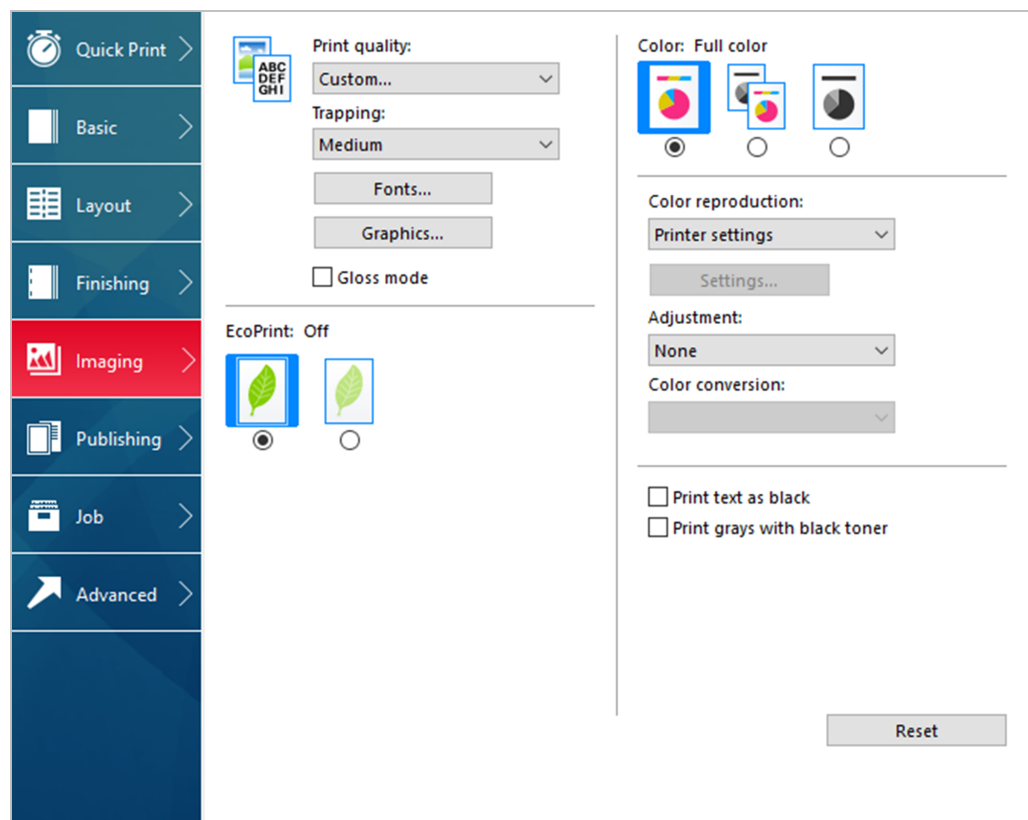 Quick Print
Basic
Layout
Finishing
Imaging
Publishing
Job
Advanced
ABC
DEF
GHI
Print quality:
Custom...
Trapping:
Medium
Fonts...
Graphics...
Gloss mode
EcoPrint: Off
Color: Full color
Color reproduction:
Printer settings
Settings...
Adjustment:
None
Color conversion:
Print text as black
Print grays with black toner
Reset